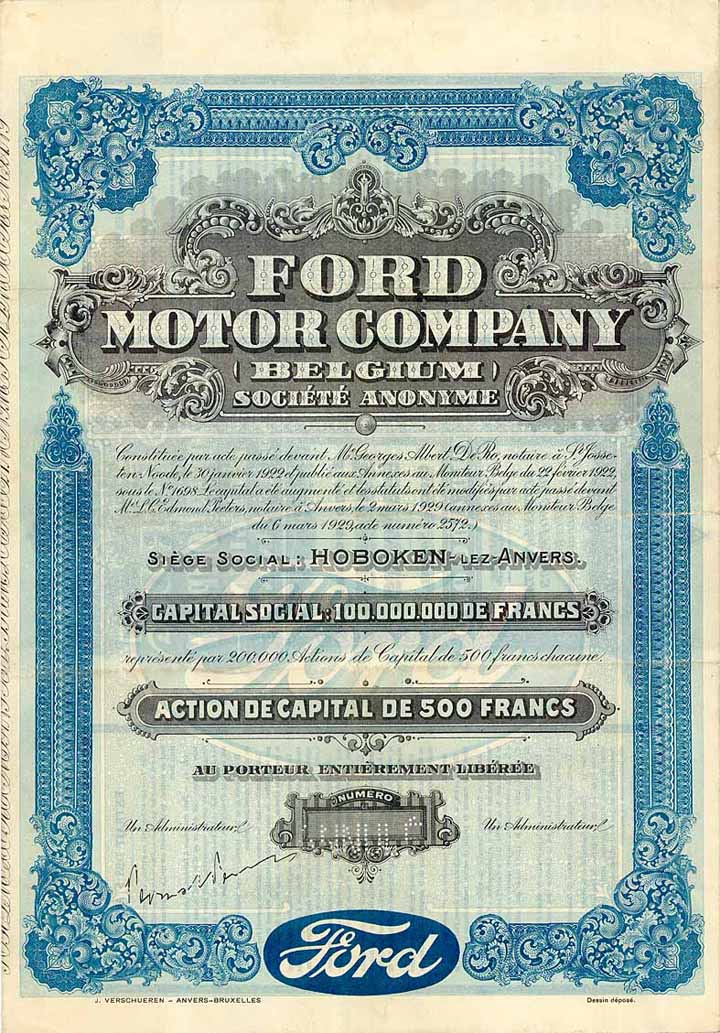 FORD
MOTOR COMPANY
(BELGIUM)
SOCIÉTÉ ANONYME
Constituée par acte passé devant Me Georges Albert De Ro, notaire à St Josse-
ten-Noode, le 30 janvier 1922 et publié aux Annexes au Moniteur Belge du 22 février 1922,
sous le No 1698. Le capital a été augmenté et les statuts ont été modifiés par acte passé devant
Me L.C. Edmond Peeters, notaire à Anvers, le 2 mars 1929 (annexes au Moniteur Belge
du 6 mars 1929, acte numéro 2572.)
SIÈGE SOCIAL: HOBOKEN-LEZ-ANVERS.
CAPITAL SOCIAL: 100.000.000 DE FRANCS
représenté par 200.000 Actions de Capital de 500 francs chacune.
ACTION DE CAPITAL DE 500 FRANCS
AU PORTEUR ENTIÈREMENT LIBÉRÉE
NUMERO
Un Administrateur,
Un Administrateur,
Ford
J. VERSCHUEREN - ANVERS-BRUXELLES
Dessin déposé.